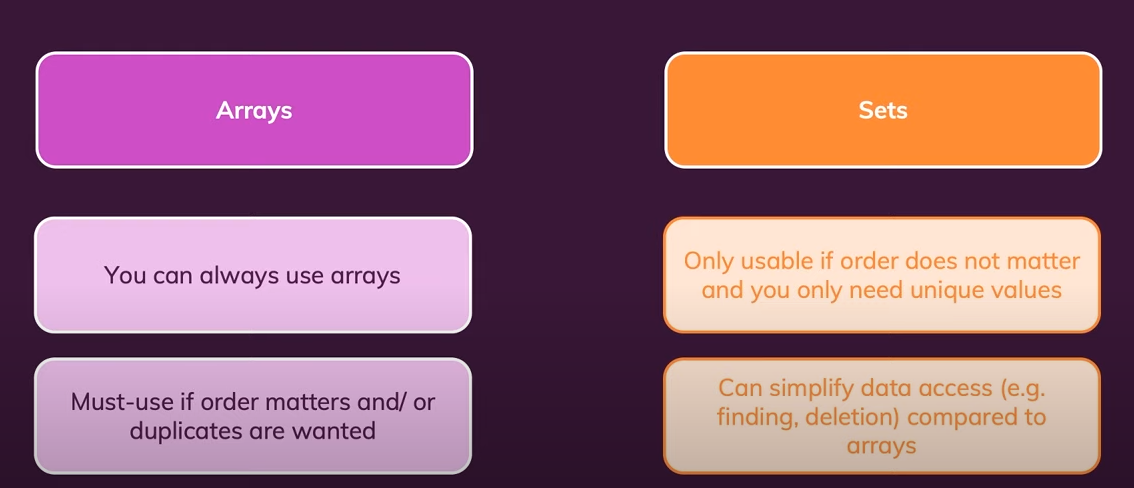 Arrays
Sets
You can always use arrays
Only usable if order does not matter
and you only need unique values
Must-use if order matters and/ or
duplicates are wanted
Can simplify data access (e.g.
finding, deletion) compared to
arrays